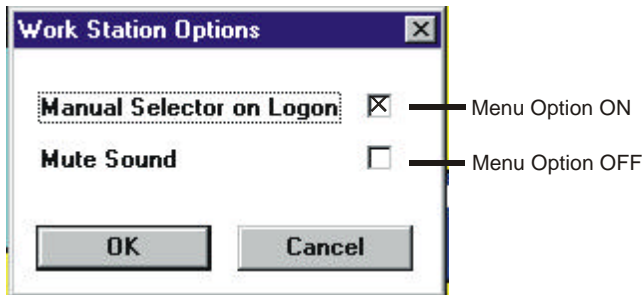 Work Station Options
Manual Selector on Logon
Menu Option ON
Mute Sound
Menu Option OFF
OK
Cancel